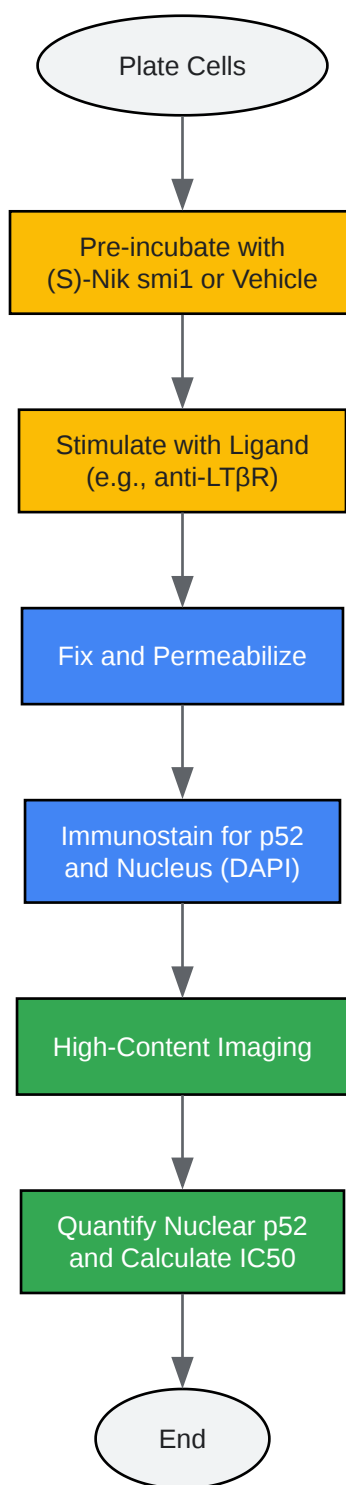 Plate Cells
Pre-incubate with
(S)-Nik smi1 or Vehicle
Stimulate with Ligand
(e.g., anti-LTβR)
Fix and Permeabilize
Immunostain for p52
and Nucleus (DAPI)
High-Content Imaging
Quantify Nuclear p52
and Calculate IC50
End